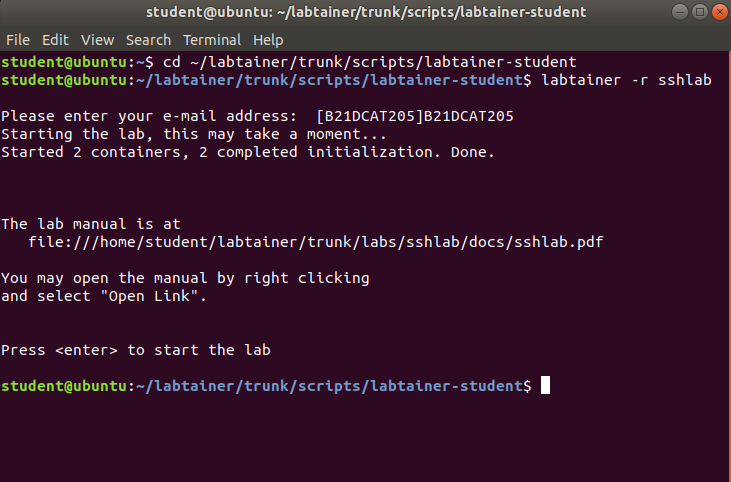 student@ubuntu: ~/labtainer/trunk/scripts/labtainer-student
File Edit View Search Terminal Help
student@ubuntu:~$ cd ~/labtainer/trunk/scripts/labtainer-student
student@ubuntu:~/labtainer/trunk/scripts/labtainer-student$ labtainer -r sshlab
Please enter your e-mail address:  [B21DCAT205]B21DCAT205
Starting the lab, this may take a moment...
Started 2 containers, 2 completed initialization. Done.
The lab manual is at
   file:///home/student/labtainer/trunk/labs/sshlab/docs/sshlab.pdf
You may open the manual by right clicking
and select "Open Link".
Press <enter> to start the lab
student@ubuntu:~/labtainer/trunk/scripts/labtainer-student$